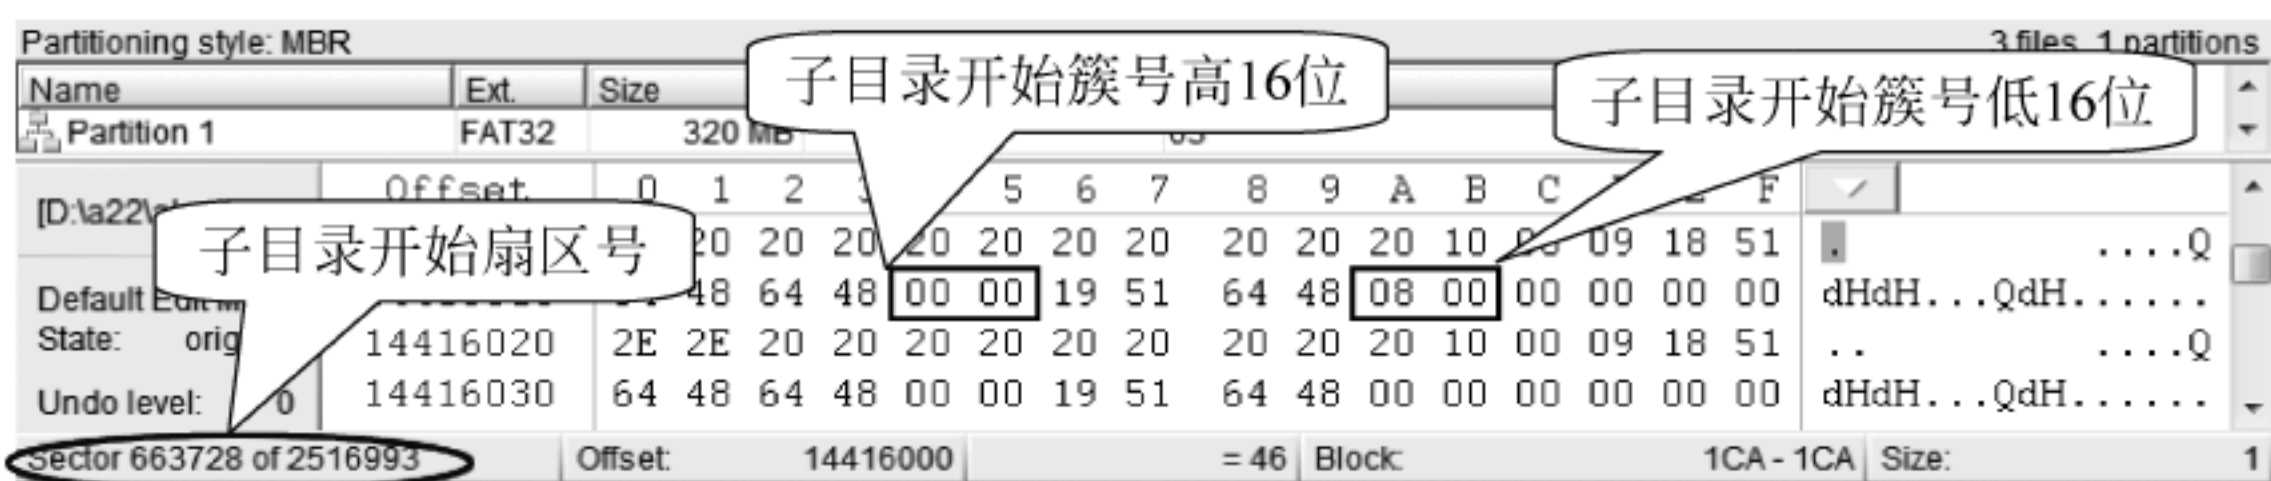 Partitioning style: MBR 3 files, 1 partitions
Name Ext. Size
Partition 1 FAT32 320 MB
子目录开始簇号高16位
子目录开始簇号低16位
Offset 0 1 2 5 6 7 8 9 A B C F
[D:\a22\
子目录开始扇区号
20 20 20 20 20 20 20 20 20 20 10 09 18 51 . ....Q
Default Edit M
48 64 48 00 00 19 51 64 48 08 00 00 00 00 00 dHdH...QdH......
State: orig
14416020 2E 2E 20 20 20 20 20 20 20 20 20 10 00 09 18 51 .. ....Q
Undo level: 0
14416030 64 48 64 48 00 00 19 51 64 48 00 00 00 00 00 00 dHdH...QdH......
Sector 663728 of 2516993 Offset: 14416000 = 46 Block: 1CA - 1CA Size: 1